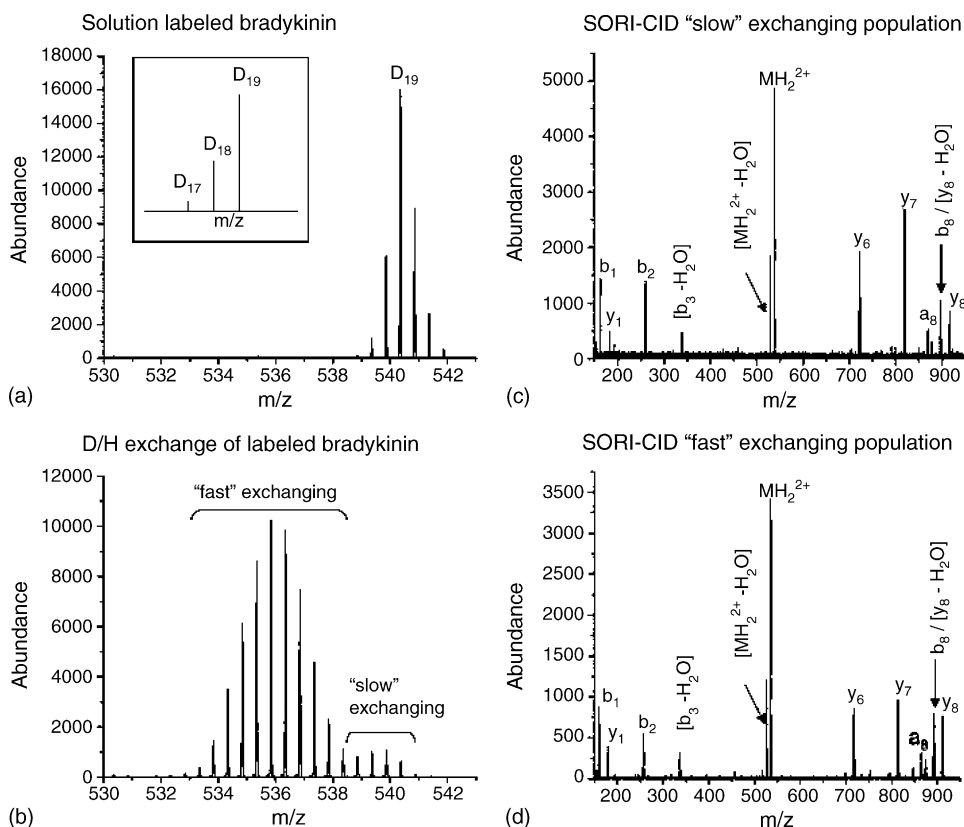 Solution labeled bradykinin
18000
16000
14000
12000
10000
8000
6000
4000
2000
0
Abundance
D19
D18
D17
m/z
D19
530 532 534 536 538 540 542
m/z
(a)
SORI-CID “slow” exchanging population
5000
4000
3000
2000
1000
0
Abundance
b1
y1
b2
[b3 -H2O]
[MH2²⁺ -H2O]
MH2²⁺
y6
y7
a8
b8 / [y8 - H2O]
y8
200 300 400 500 600 700 800 900
m/z
(c)
D/H exchange of labeled bradykinin
12000
10000
8000
6000
4000
2000
0
Abundance
“fast” exchanging
“slow”
exchanging
530 532 534 536 538 540 542
m/z
(b)
SORI-CID “fast” exchanging population
3500
3000
2500
2000
1500
1000
500
0
Abundance
b1
y1
b2
[b3 -H2O]
[MH2²⁺ -H2O]
MH2²⁺
y6
y7
a8
b8 / [y8 - H2O]
y8
200 300 400 500 600 700 800 900
m/z
(d)